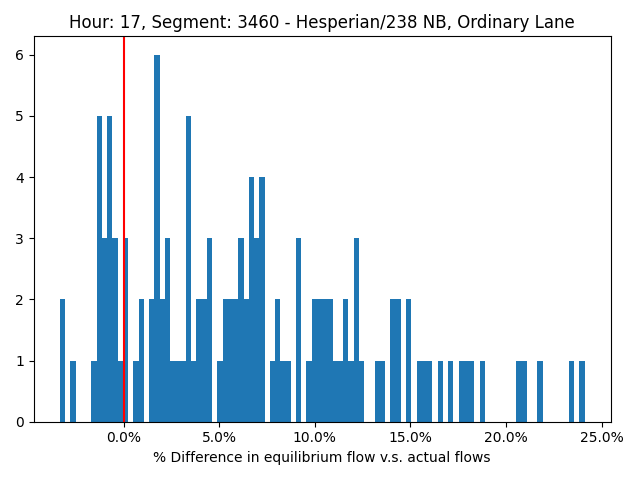 Hour: 17, Segment: 3460 - Hesperian/238 NB, Ordinary Lane
6
5
4
3
2
1
0
0.0% 5.0% 10.0% 15.0% 20.0% 25.0%
% Difference in equilibrium flow v.s. actual flows